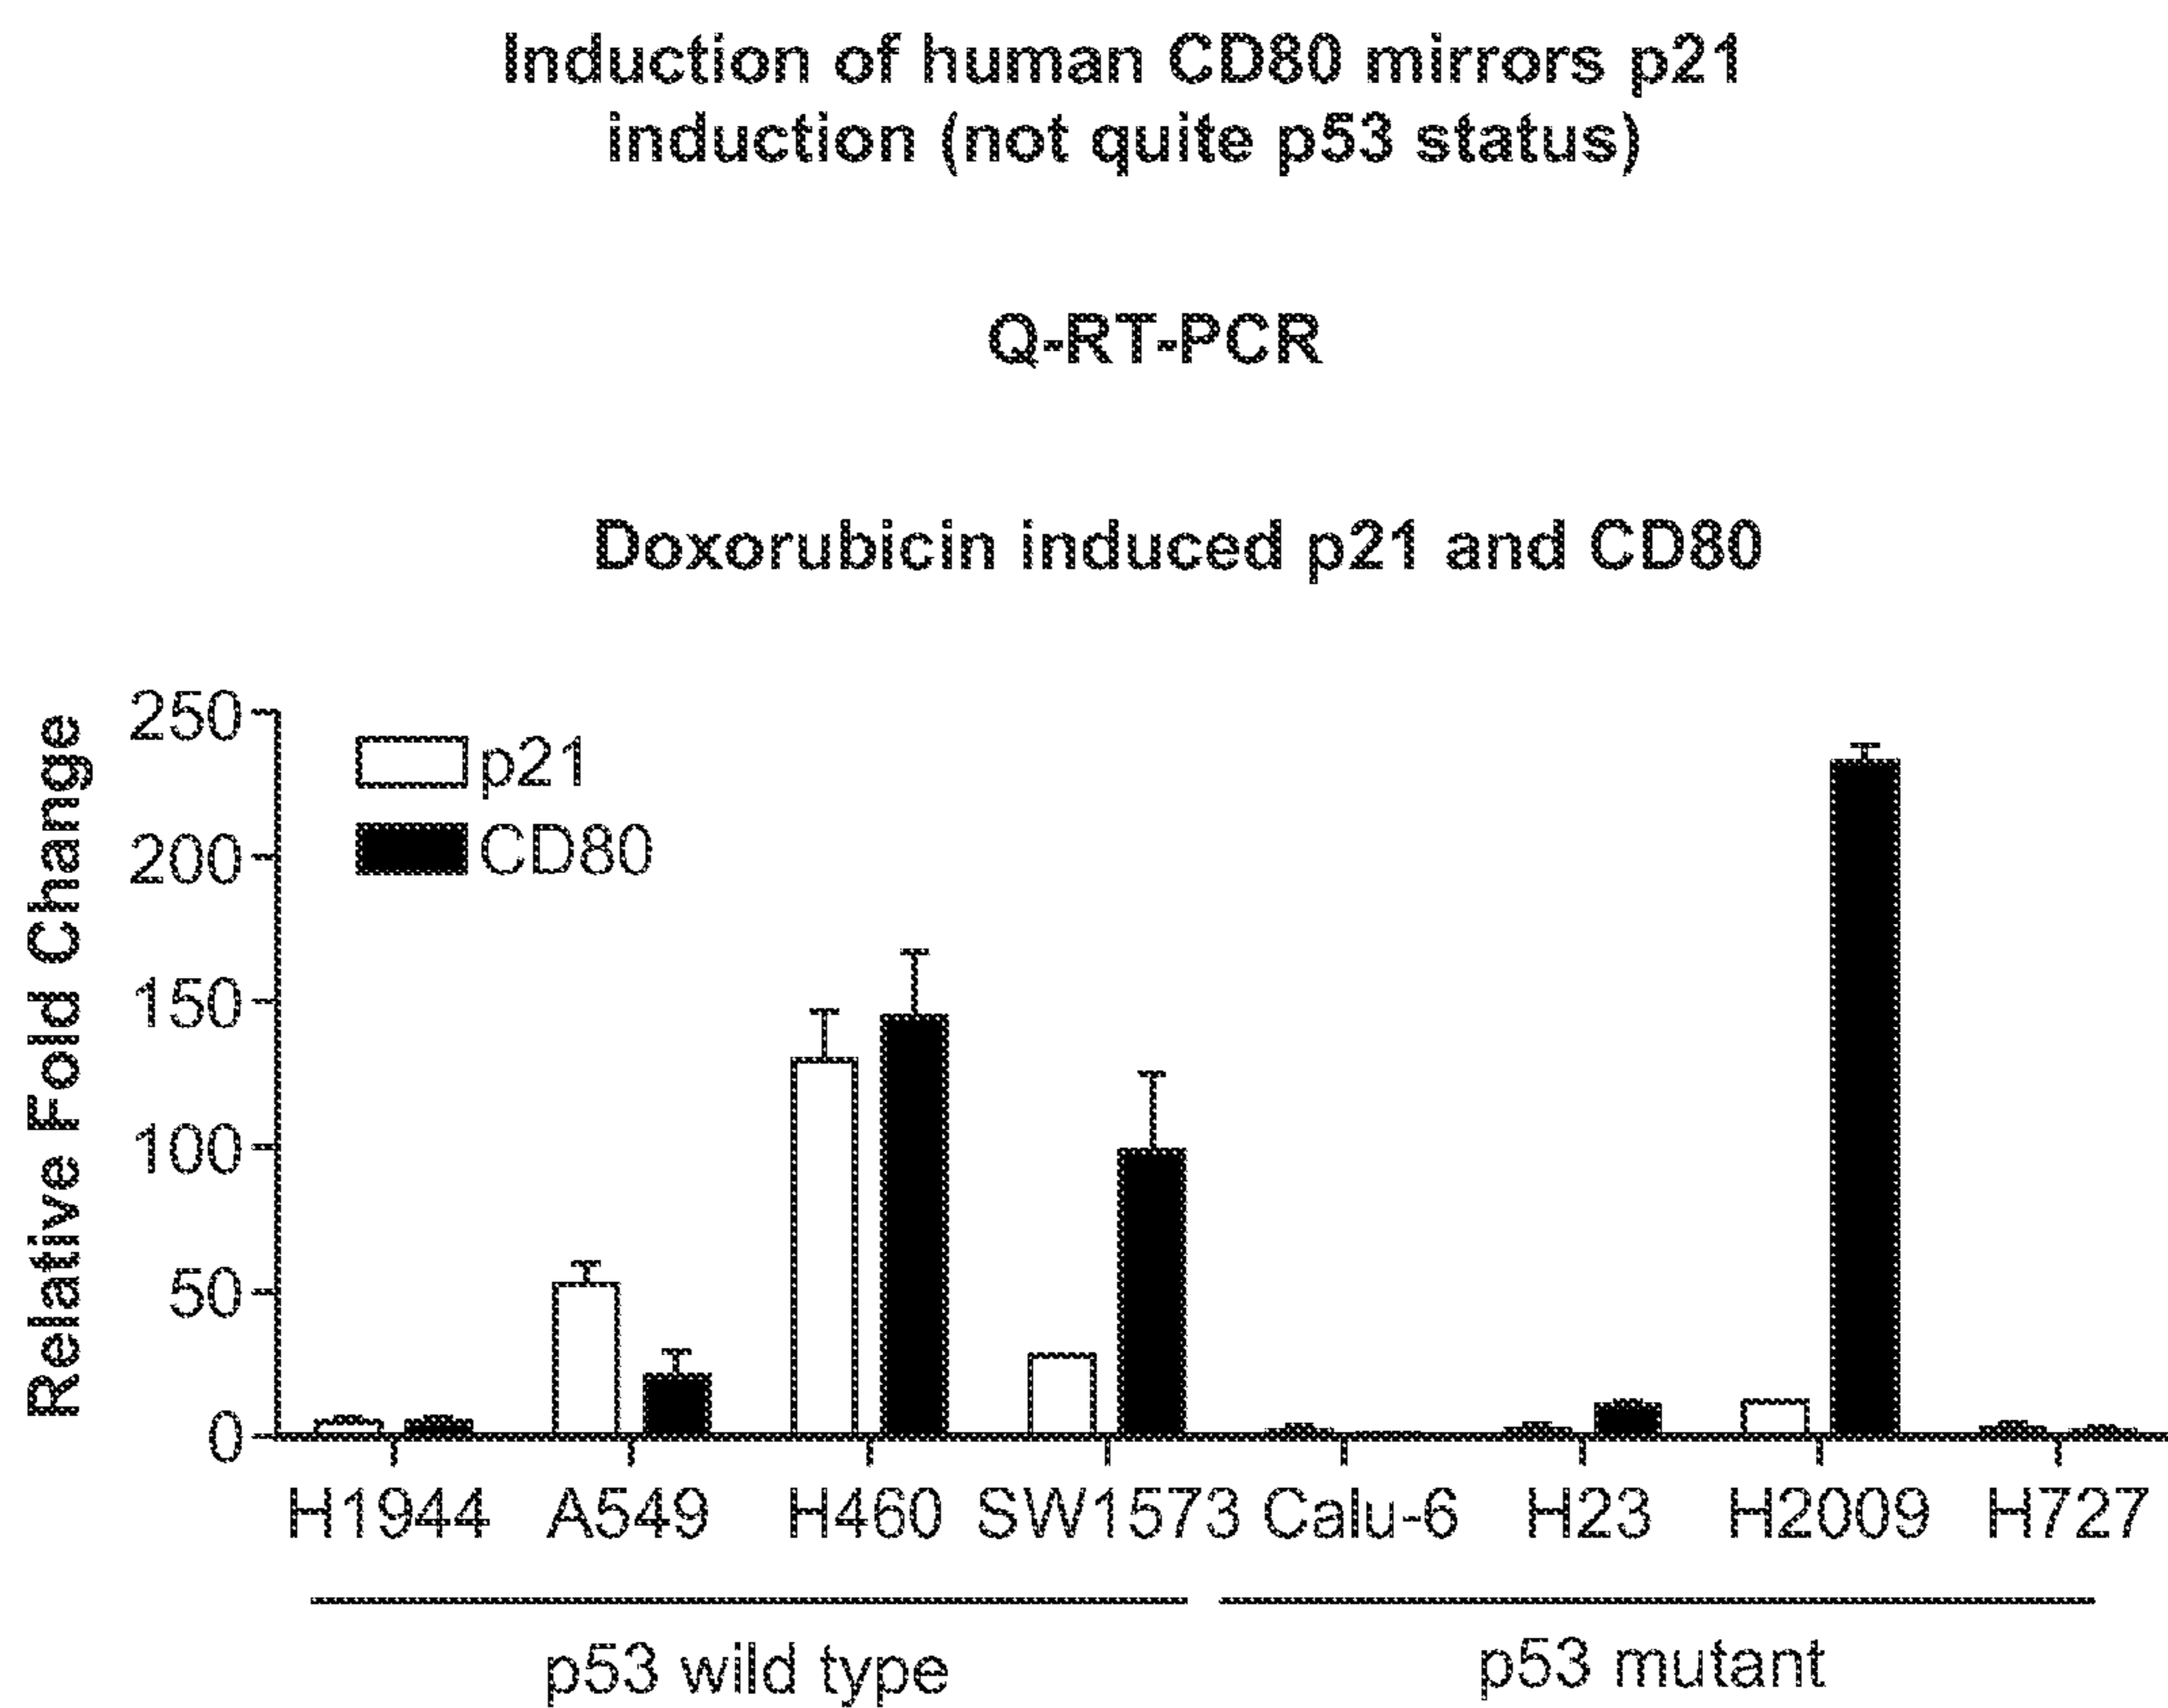 Induction of human CD80 mirrors p21
induction (not quite p53 status)
Q-RT-PCR
Doxorubicin induced p21 and CD80
Relative Fold Change
250
200
150
100
50
0
p21
CD80
H1944 A549 H460 SW1573 Calu-6 H23 H2009 H727
p53 wild type p53 mutant